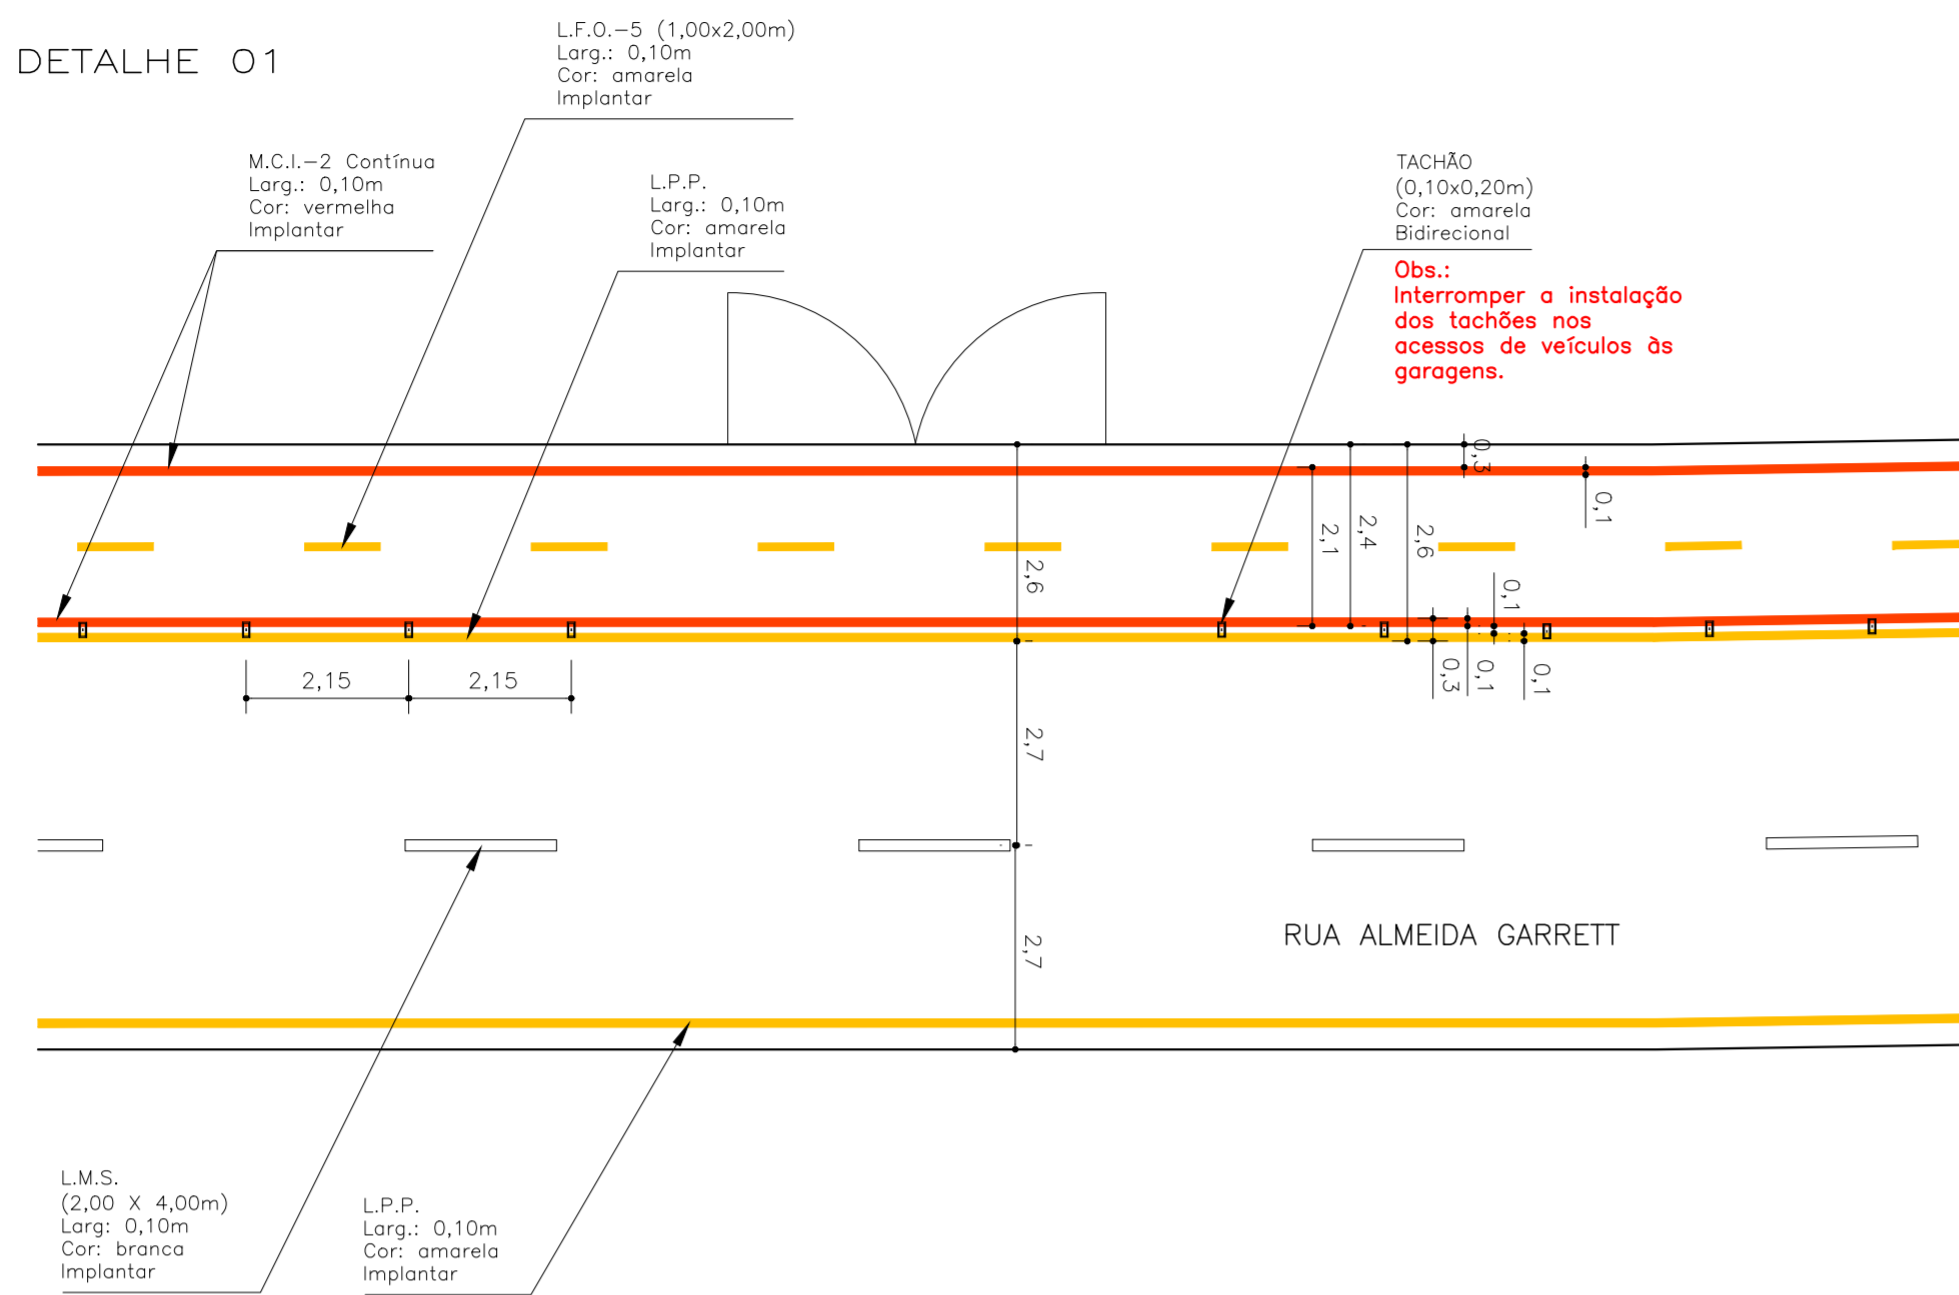 DETALHE 01
L.F.O.-5 (1,00x2,00m)
Larg.: 0,10m
Cor: amarela
Implantar
M.C.I.-2 Contínua
Larg.: 0,10m
Cor: vermelha
Implantar
L.P.P.
Larg.: 0,10m
Cor: amarela
Implantar
TACHÃO
(0,10x0,20m)
Cor: amarela
Bidirecional
Obs.:
Interromper a instalação
dos tachões nos
acessos de veículos às
garagens.
0,3
0,1
2,1
2,4
2,6
2,6
0,1
0,3
0,1
0,1
2,15
2,15
2,7
2,7
RUA ALMEIDA GARRETT
L.M.S.
(2,00 X 4,00m)
Larg: 0,10m
Cor: branca
Implantar
L.P.P.
Larg.: 0,10m
Cor: amarela
Implantar